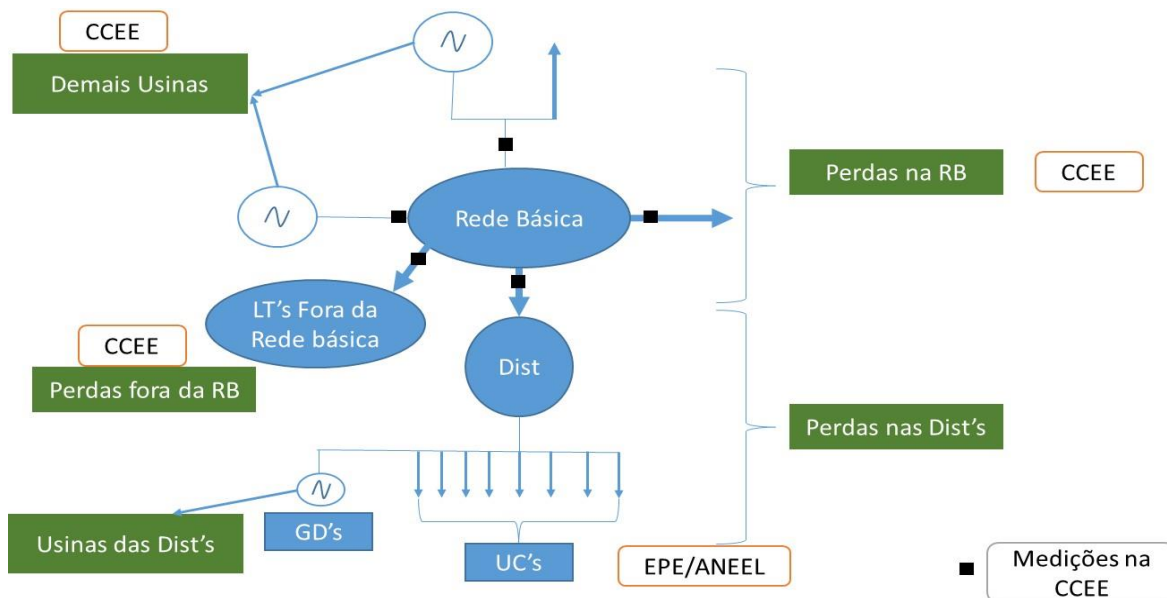 CCEE
Demais Usinas
Perdas na RB
CCEE
Rede Básica
LT's Fora da
Rede básica
CCEE
Perdas fora da RB
Dist
Perdas nas Dist's
Usinas das Dist's
GD's
UC's
EPE/ANEEL
Medições na
CCEE